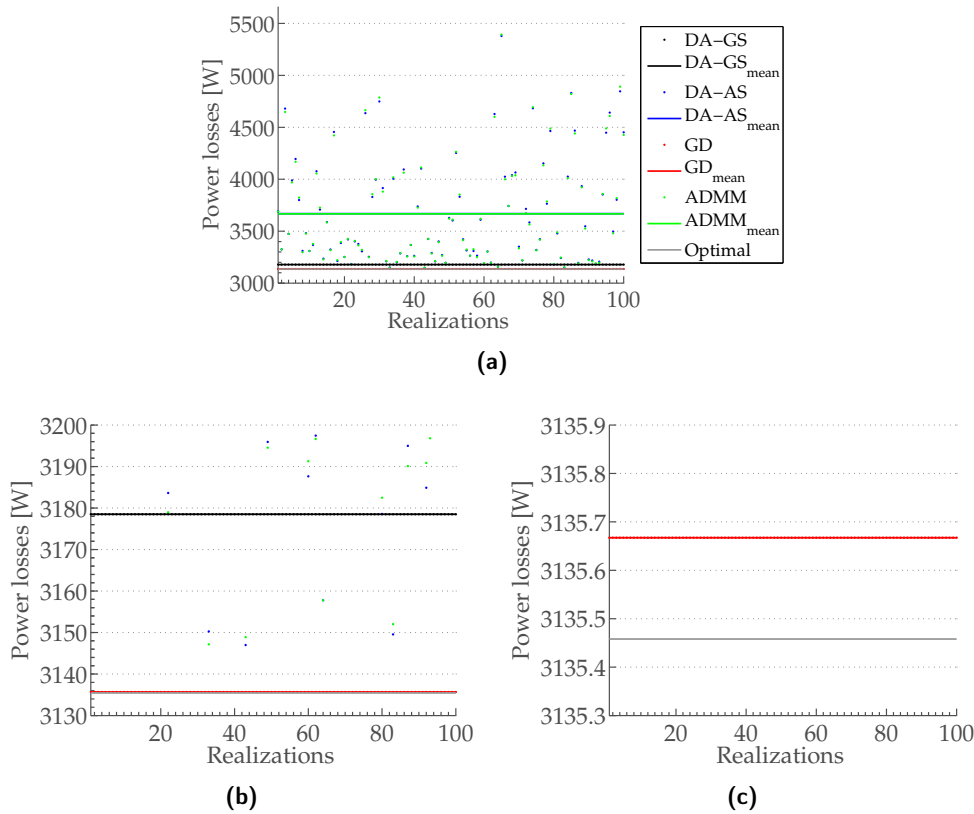 5500
5000
4500
4000
3500
3000
Power losses [W]
20 40 60 80 100
Realizations
DA−GS
DA−GSmean
DA−AS
DA−ASmean
GD
GDmean
ADMM
ADMMmean
Optimal
(a)
3200
3190
3180
3170
3160
3150
3140
3130
Power losses [W]
20 40 60 80 100
Realizations
(b)
3135.9
3135.8
3135.7
3135.6
3135.5
3135.4
3135.3
Power losses [W]
20 40 60 80 100
Realizations
(c)